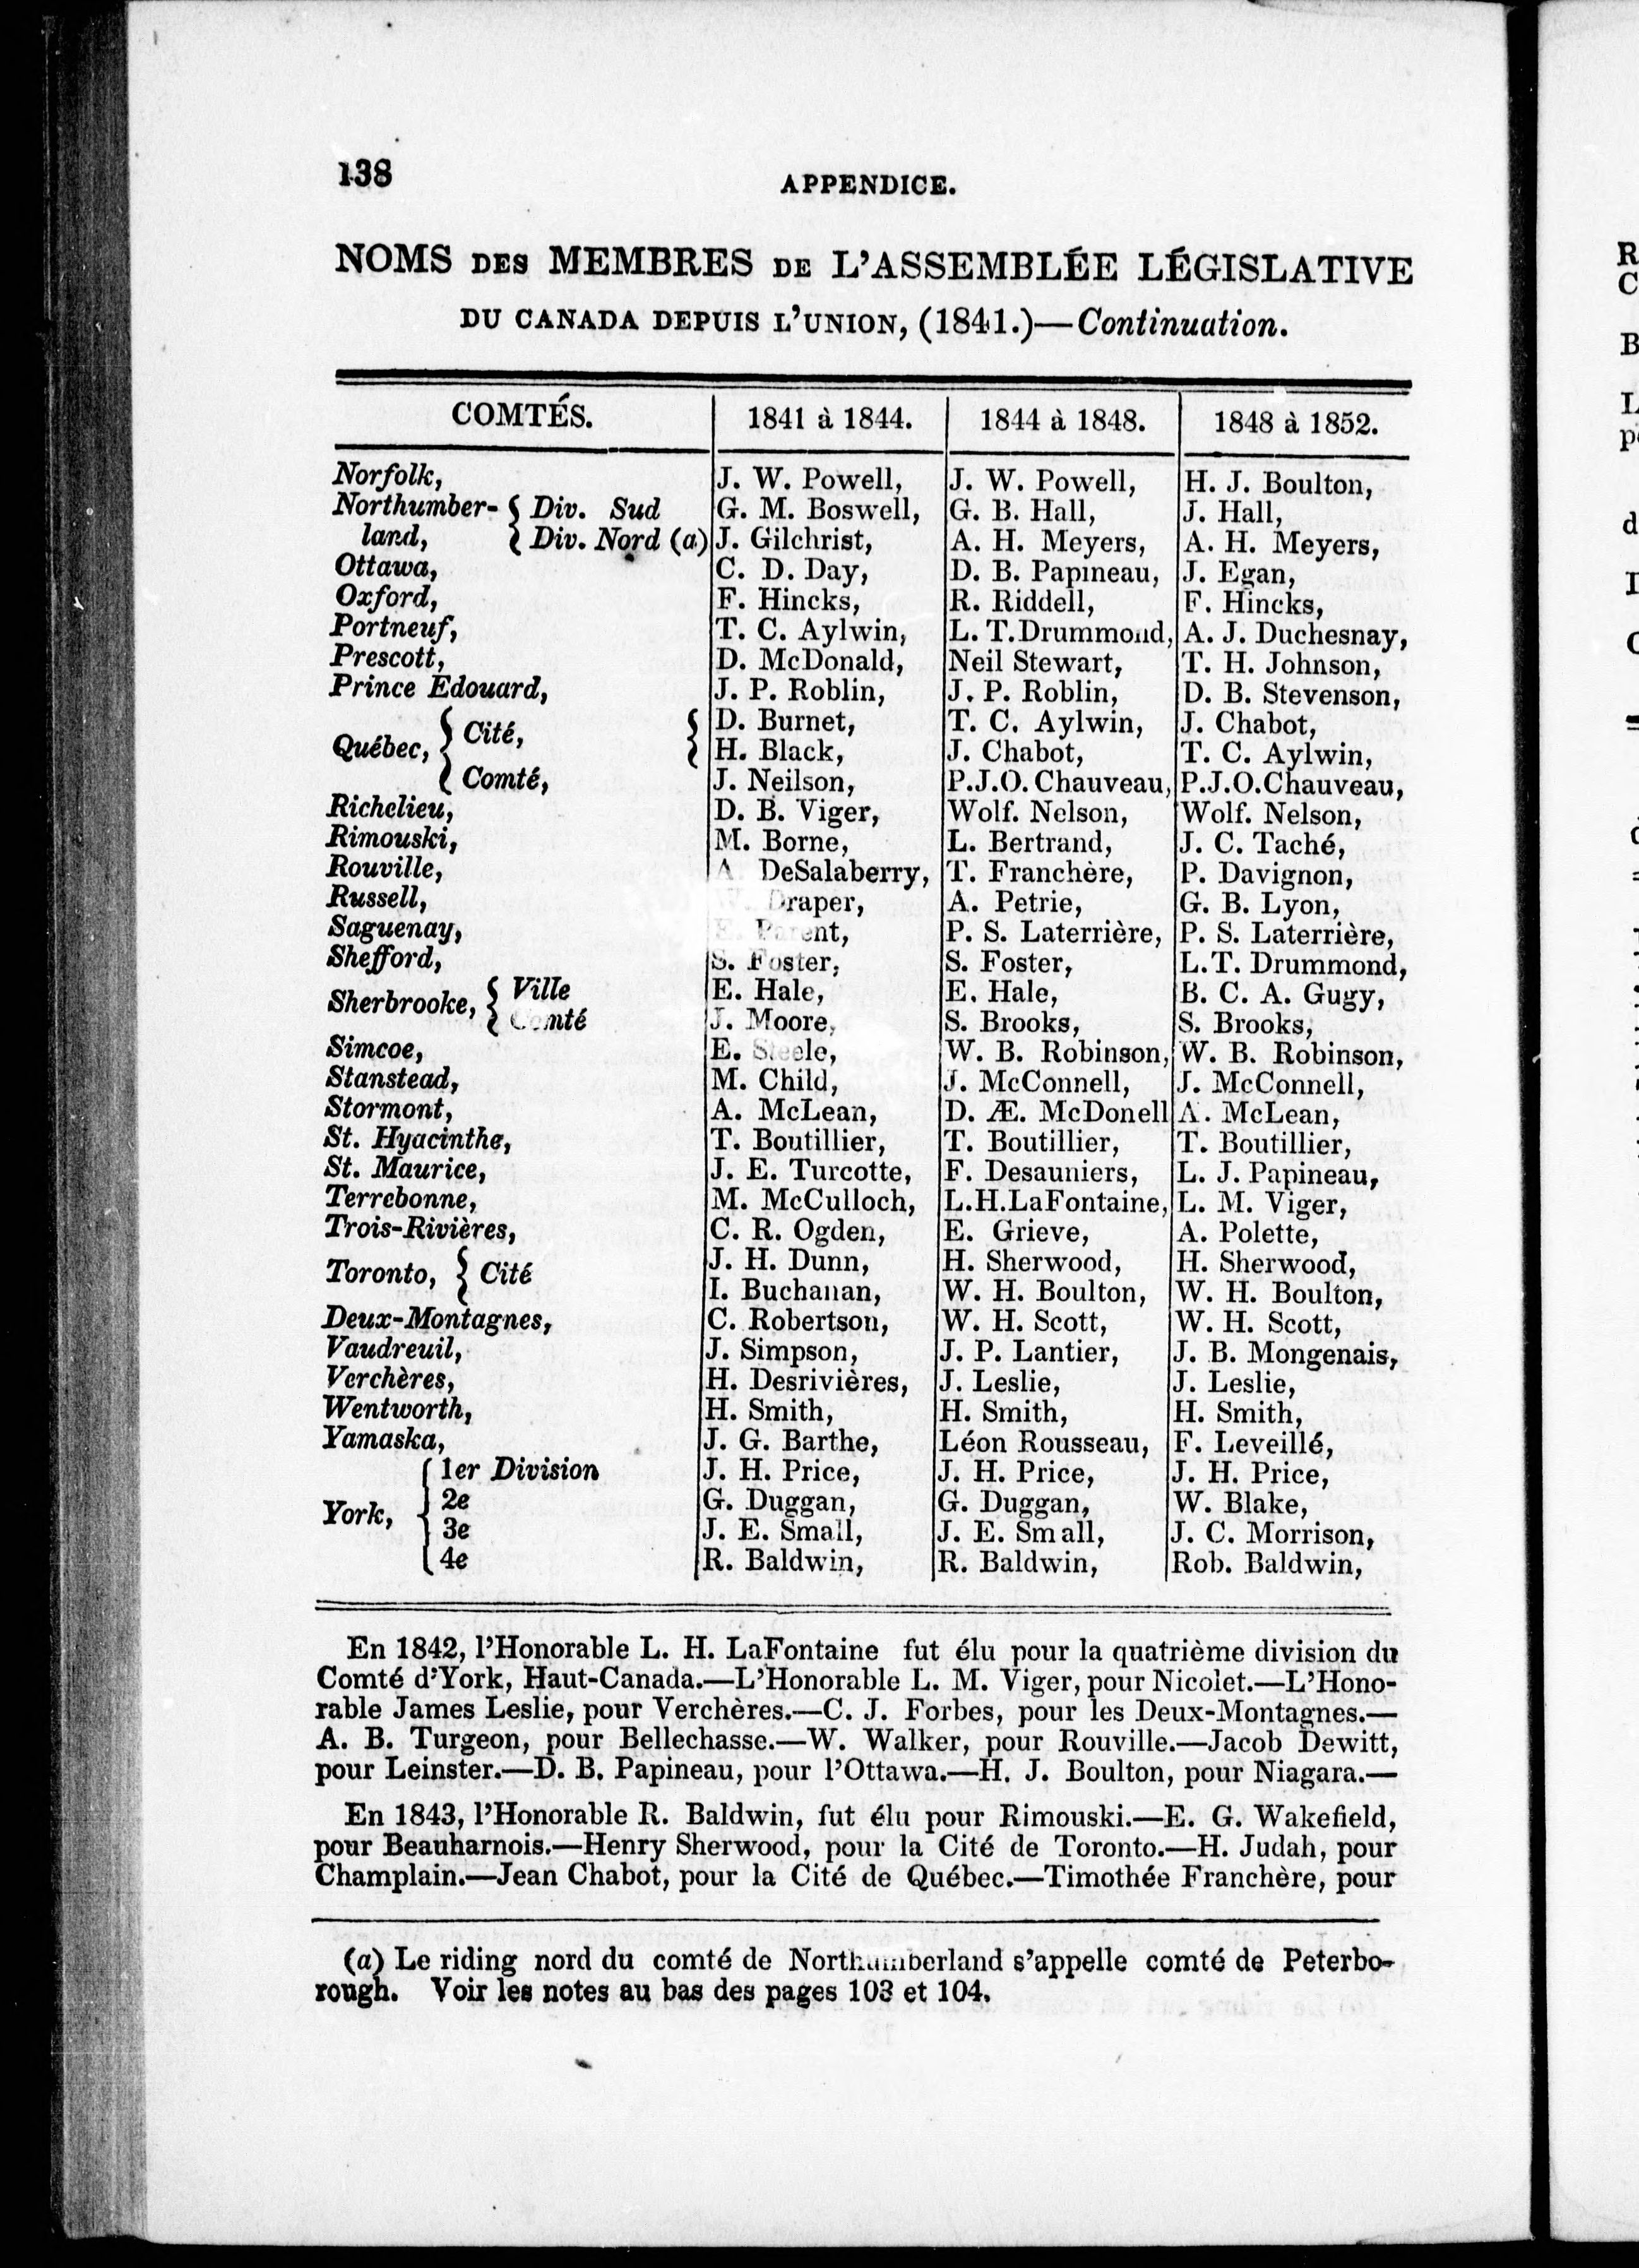 138
APPENDICE.
NOMS DES MEMBRES DE L'ASSEMBLÉE LÉGISLATIVE
DU CANADA DEPUIS L'UNION, (1841.)—Continuation.
COMTÉS. 1841 à 1844. 1844 à 1848. 1848 à 1852.
Norfolk, J. W. Powell, J. W. Powell, H. J. Boulton,
Northumber- { Div. Sud G. M. Boswell, G. B. Hall, J. Hall,
land, { Div. Nord (a) J. Gilchrist, A. H. Meyers, A. H. Meyers,
Ottawa, C. D. Day, D. B. Papineau, J. Egan,
Oxford, F. Hincks, R. Riddell, F. Hincks,
Portneuf, T. C. Aylwin, L. T. Drummond, A. J. Duchesnay,
Prescott, D. McDonald, Neil Stewart, T. H. Johnson,
Prince Edouard, J. P. Roblin, J. P. Roblin, D. B. Stevenson,
Québec, { Cité, { D. Burnet, T. C. Aylwin, J. Chabot,
H. Black, J. Chabot, T. C. Aylwin,
Comté, J. Neilson, P.J.O. Chauveau, P.J.O.Chauveau,
Richelieu, D. B. Viger, Wolf. Nelson, Wolf. Nelson,
Rimouski, M. Borne, L. Bertrand, J. C. Taché,
Rouville, A. DeSalaberry, T. Franchère, P. Davignon,
Russell, W. Draper, A. Petrie, G. B. Lyon,
Saguenay, E. Parent, P. S. Laterrière, P. S. Laterrière,
Shefford, S. Foster, S. Foster, L.T. Drummond,
Sherbrooke, { Ville E. Hale, E. Hale, B. C. A. Gugy,
Comté J. Moore, S. Brooks, S. Brooks,
Simcoe, E. Steele, W. B. Robinson, W. B. Robinson,
Stanstead, M. Child, J. McConnell, J. McConnell,
Stormont, A. McLean, D. Æ. McDonell A. McLean,
St. Hyacinthe, T. Boutillier, T. Boutillier, T. Boutillier,
St. Maurice, J. E. Turcotte, F. Desauniers, L. J. Papineau,
Terrebonne, M. McCulloch, L.H.LaFontaine, L. M. Viger,
Trois-Rivières, C. R. Ogden, E. Grieve, A. Polette,
Toronto, { Cité J. H. Dunn, H. Sherwood, H. Sherwood,
I. Buchanan, W. H. Boulton, W. H. Boulton,
Deux-Montagnes, C. Robertson, W. H. Scott, W. H. Scott,
Vaudreuil, J. Simpson, J. P. Lantier, J. B. Mongenais,
Verchères, H. Desrivières, J. Leslie, J. Leslie,
Wentworth, H. Smith, H. Smith, H. Smith,
Yamaska, J. G. Barthe, Léon Rousseau, F. Leveillé,
York, { 1er Division J. H. Price, J. H. Price, J. H. Price,
2e G. Duggan, G. Duggan, W. Blake,
3e J. E. Small, J. E. Small, J. C. Morrison,
4e R. Baldwin, R. Baldwin, Rob. Baldwin,
En 1842, l'Honorable L. H. LaFontaine fut élu pour la quatrième division du
Comté d'York, Haut-Canada.—L'Honorable L. M. Viger, pour Nicolet.—L'Hono-
rable James Leslie, pour Verchères.—C. J. Forbes, pour les Deux-Montagnes.—
A. B. Turgeon, pour Bellechasse.—W. Walker, pour Rouville.—Jacob Dewitt,
pour Leinster.—D. B. Papineau, pour l'Ottawa.—H. J. Boulton, pour Niagara.—
En 1843, l'Honorable R. Baldwin, fut élu pour Rimouski.—E. G. Wakefield,
pour Beauharnois.—Henry Sherwood, pour la Cité de Toronto.—H. Judah, pour
Champlain.—Jean Chabot, pour la Cité de Québec.—Timothée Franchère, pour
(a) Le riding nord du comté de Northumberland s'appelle comté de Peterbo-
rough. Voir les notes au bas des pages 103 et 104.